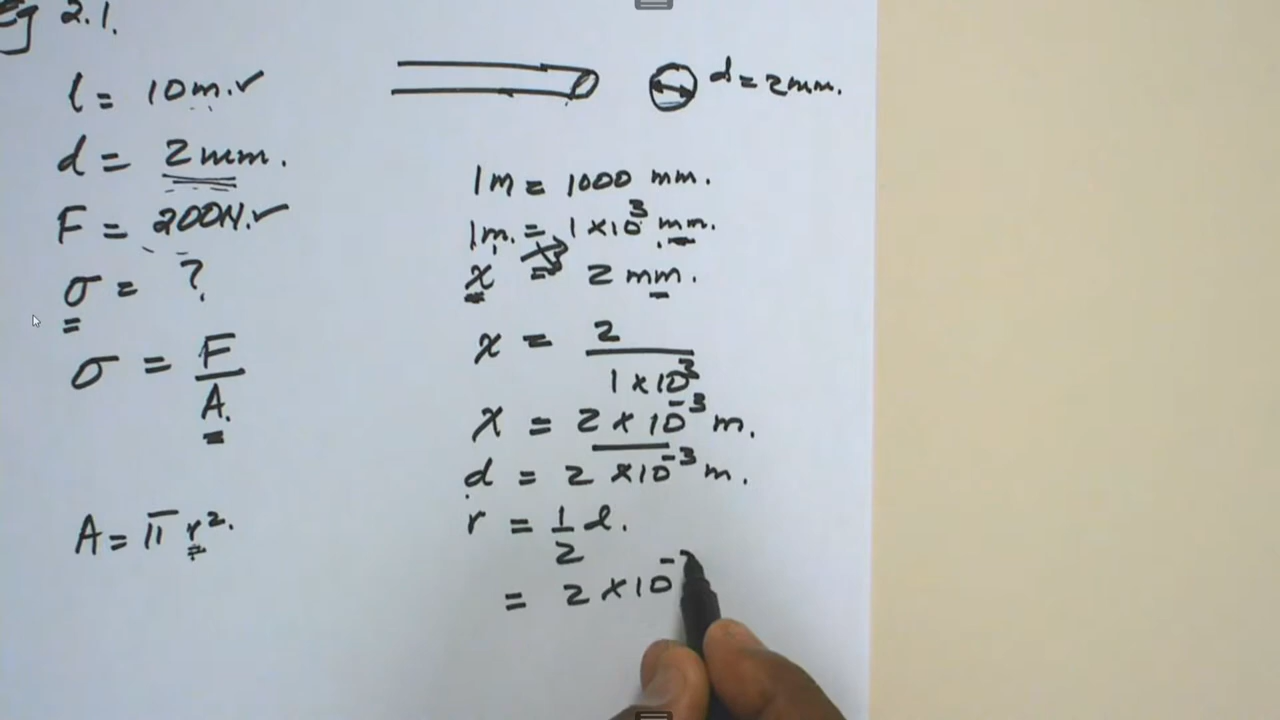 Eg 2.1.
l = 10m. ✓
d = 2mm.
F = 200N. ✓
σ = ?
σ = F/A.
A = πr².
d = 2mm.
1m = 1000 mm.
1m. = 1×10³ mm.
x = 2 mm.
x = 2/1×10³
x = 2×10⁻³ m.
d = 2×10⁻³ m.
r = 1/2 d.
= 2×10⁻